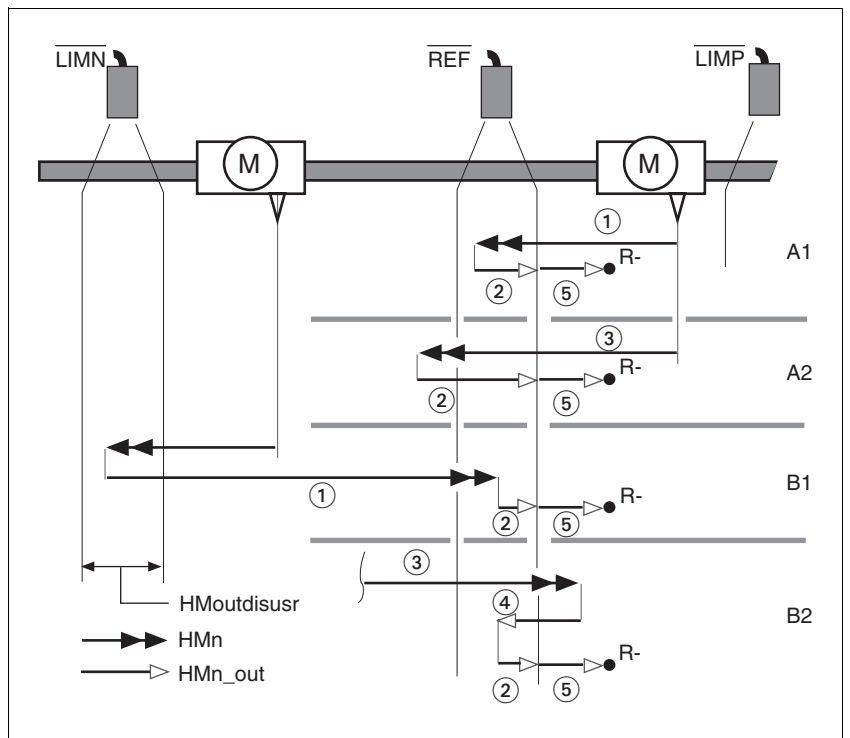 LIMN
REF
LIMP
M
M
①
A1
R-
②
⑤
③
A2
R-
②
⑤
B1
①
R-
②
⑤
③
HMoutdisusr
④
B2
HMn
R-
HMn_out
②
⑤